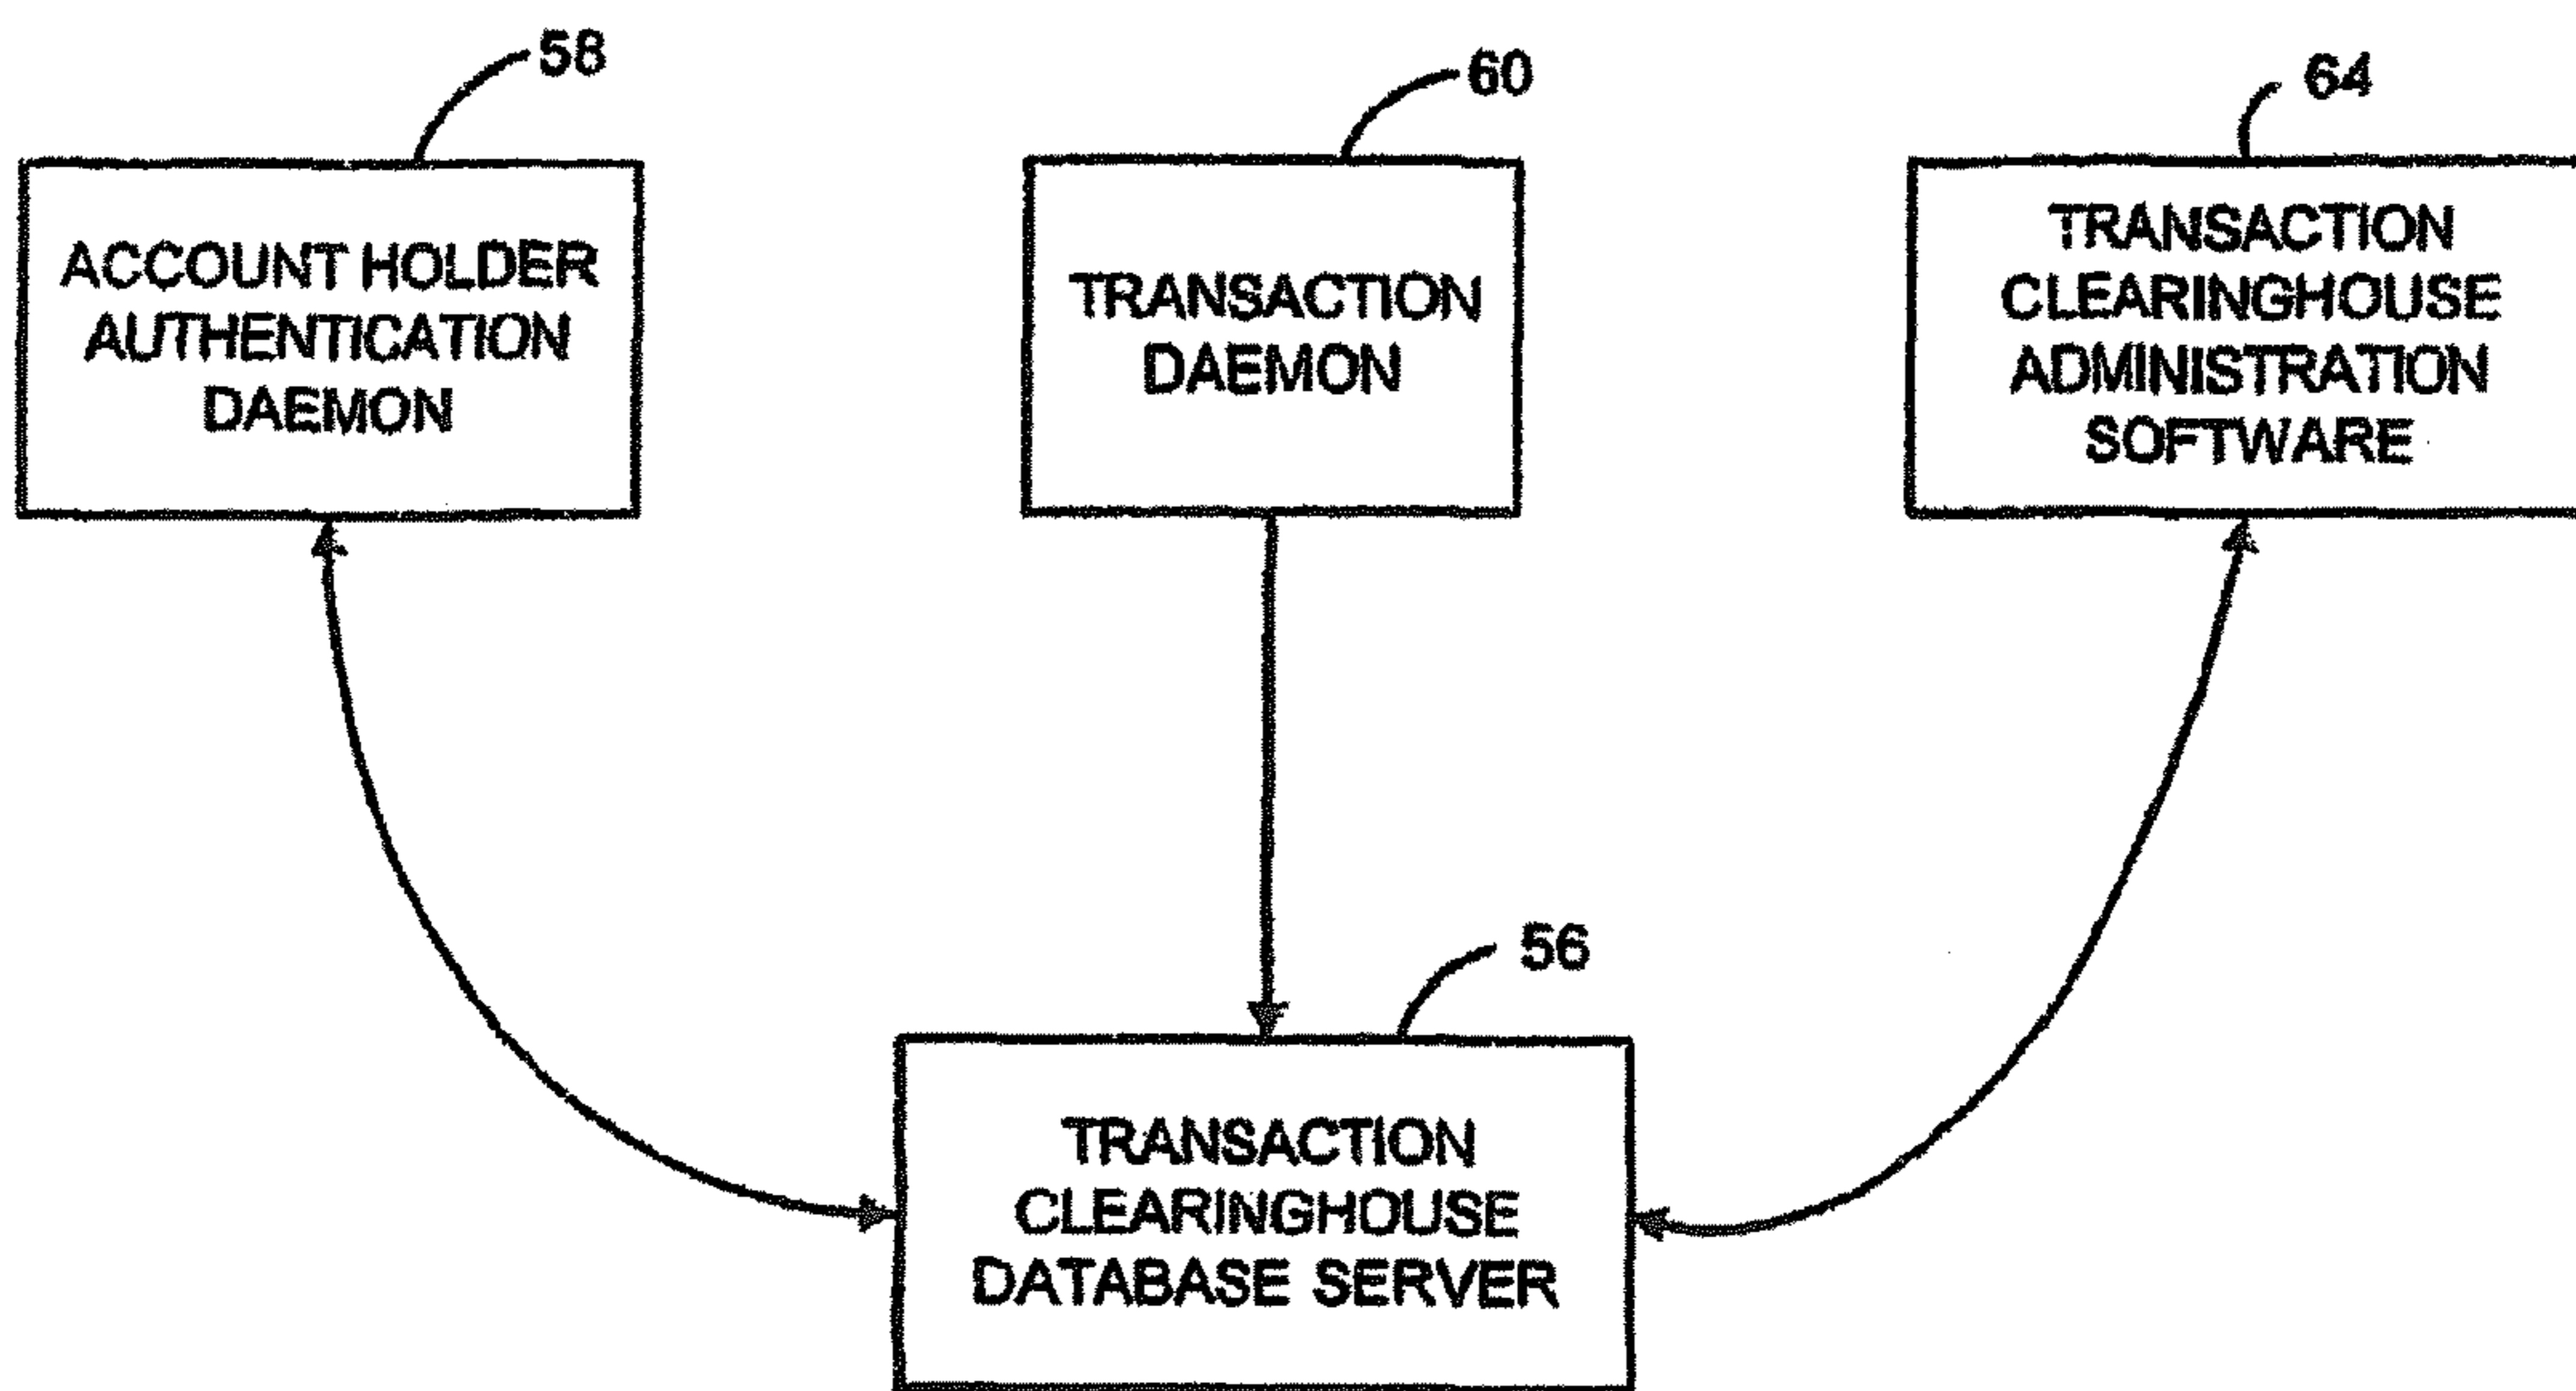 58
60
64
ACCOUNT HOLDER
AUTHENTICATION
DAEMON
TRANSACTION
DAEMON
TRANSACTION
CLEARINGHOUSE
ADMINISTRATION
SOFTWARE
56
TRANSACTION
CLEARINGHOUSE
DATABASE SERVER